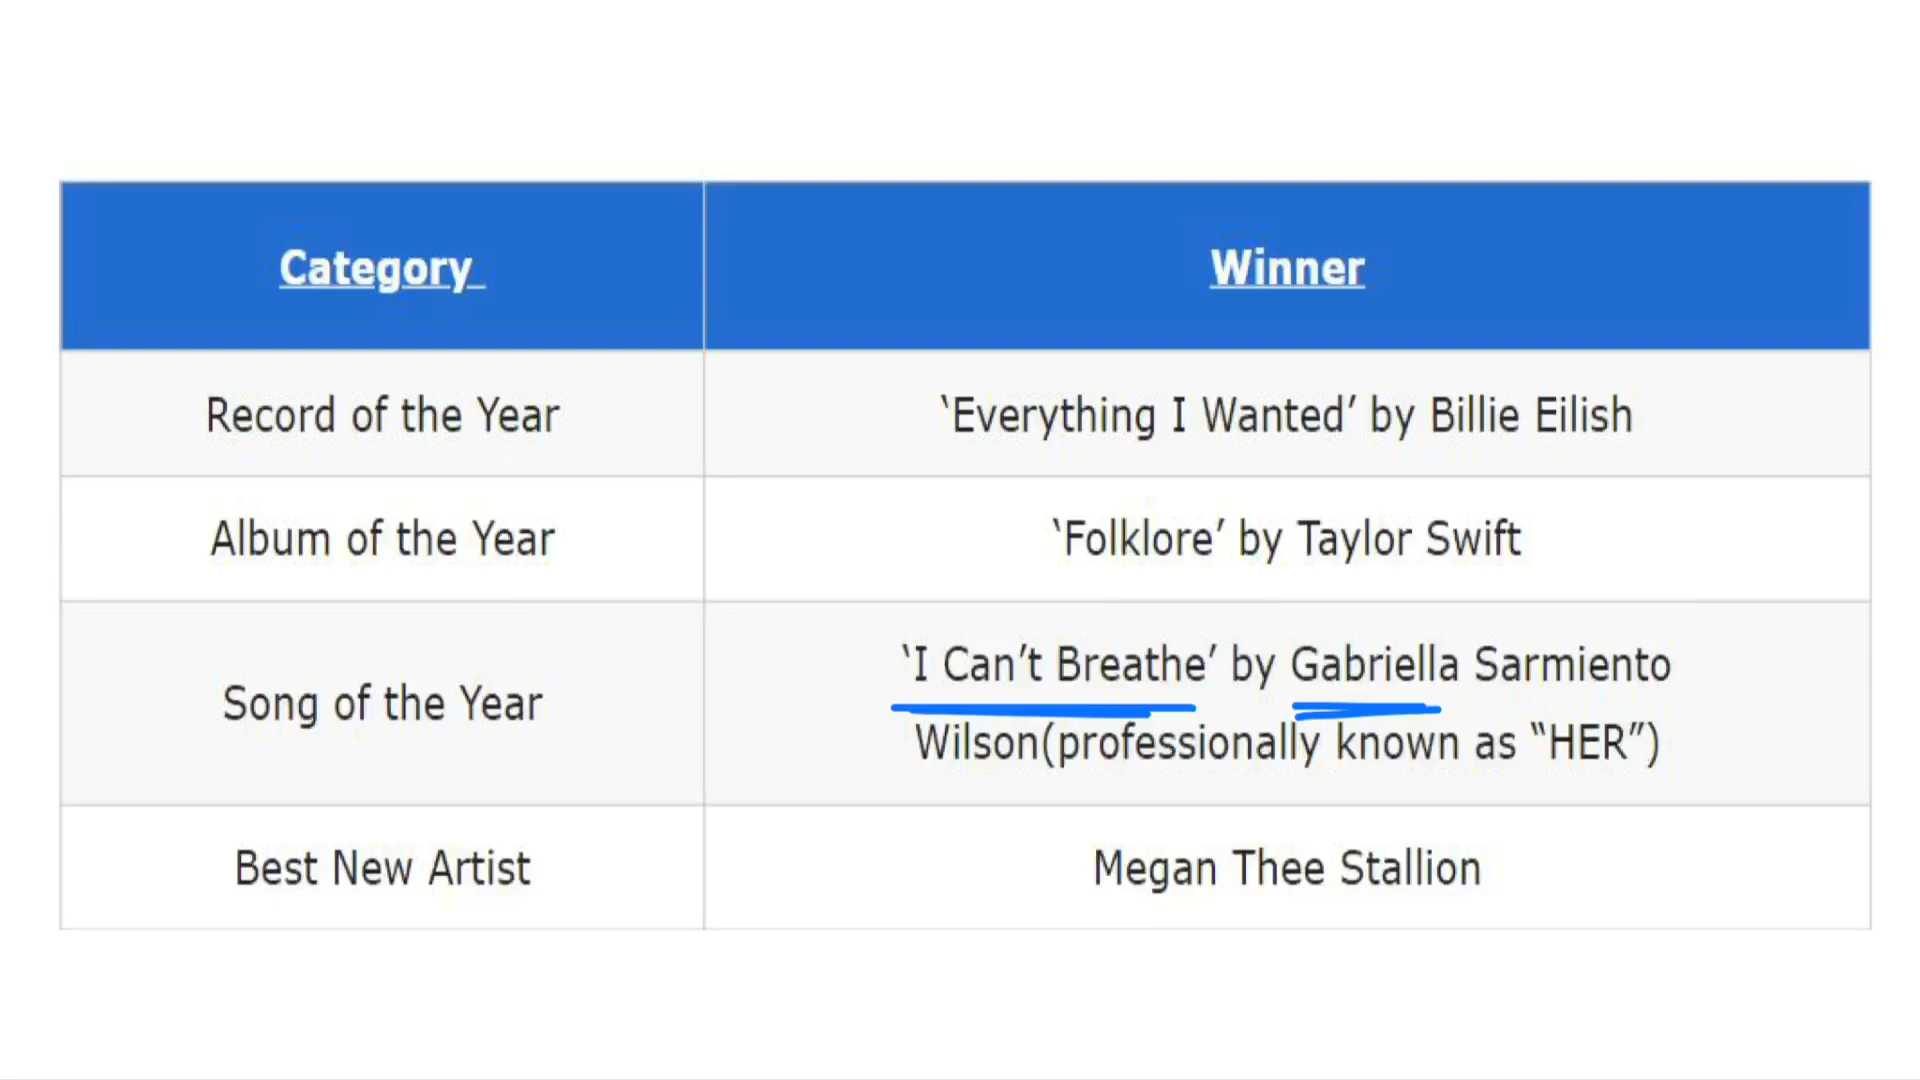 Category
Winner
Record of the Year
‘Everything I Wanted’ by Billie Eilish
Album of the Year
‘Folklore’ by Taylor Swift
Song of the Year
‘I Can’t Breathe’ by Gabriella Sarmiento
Wilson(professionally known as “HER”)
Best New Artist
Megan Thee Stallion